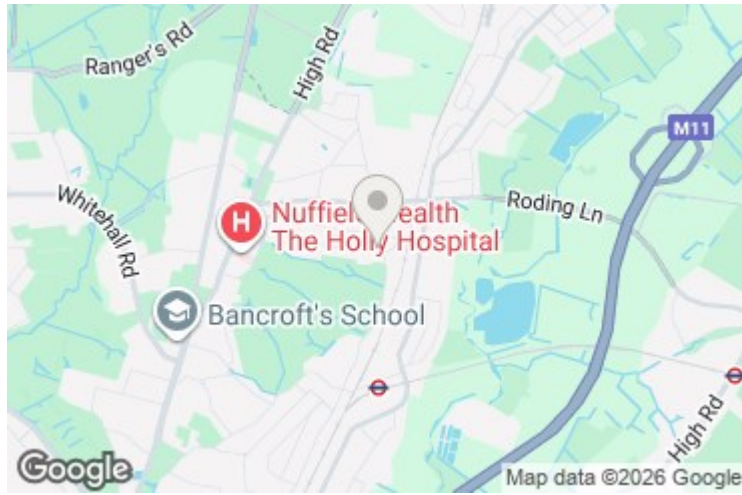 Ranger's Rd
High Rd
M11
Whitehall Rd
Roding Ln
H
Nuffield Health
The Holly Hospital
Bancroft's School
High Rd
Google
Map data ©2026 Google